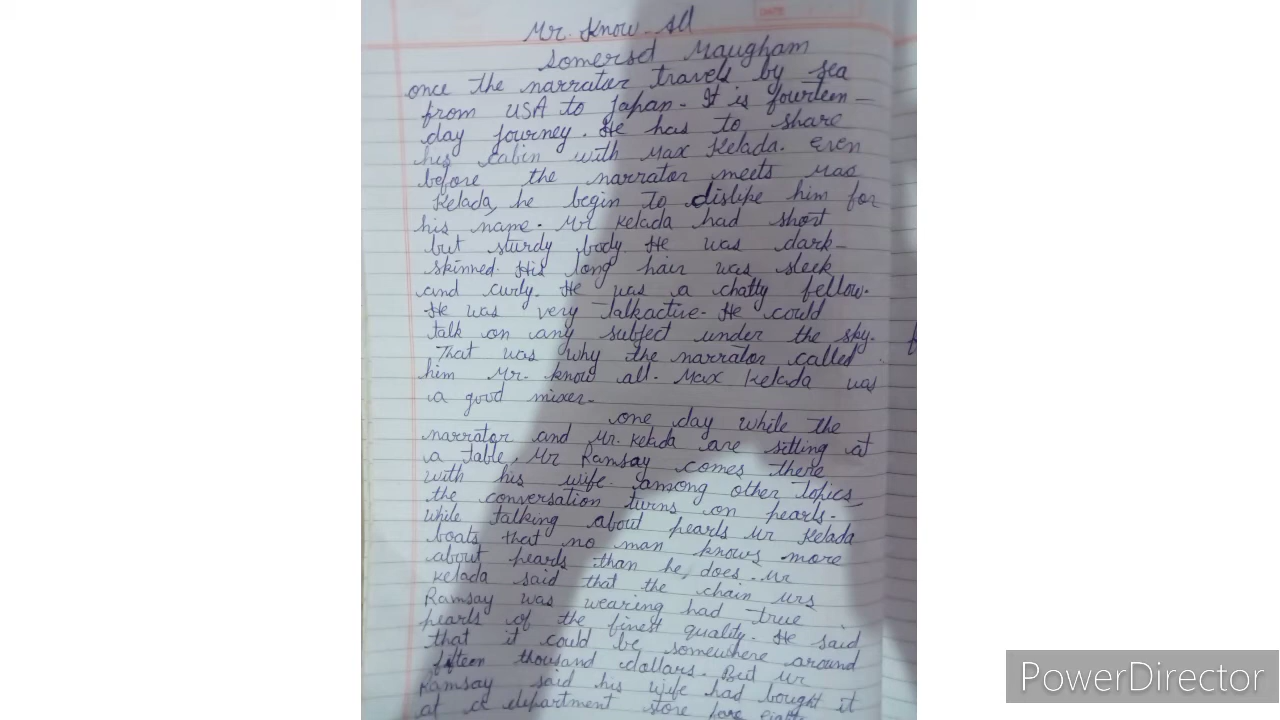 DATE
Mr. Know-All
Somerset Maugham
once the narrator travels by sea
from USA to Japan. It is fourteen-
day journey. He has to share
his cabin with Max Kelada. Even
before the narrator meets Max
Kelada, he begin to dislike him for
his name. Mr Kelada had short
but sturdy body He was dark-
skinned. His long hair was sleek
and curly. He was a chatty fellow.
He was very Talkactive. He could
talk on any subject under the sky.
That was why the narrator called
him Mr. know all. Max Kelada was
a good mixer.
one day while the
narrator and Mr. Kelada are sitting at
a table, Mr Ramsay comes there
with his wife. among other topics
the conversation turns on pearls.
while talking about pearls Mr Kelada
boats that no man knows more
about pearls than he does. Mr
Kelada said that the chain Mrs
Ramsay was wearing had true
pearls of the finest quality. He said
that it could be somewhere around
fifteen thousand dollars. But Mr
Ramsay said his wife had bought it
at a department store
PowerDirector